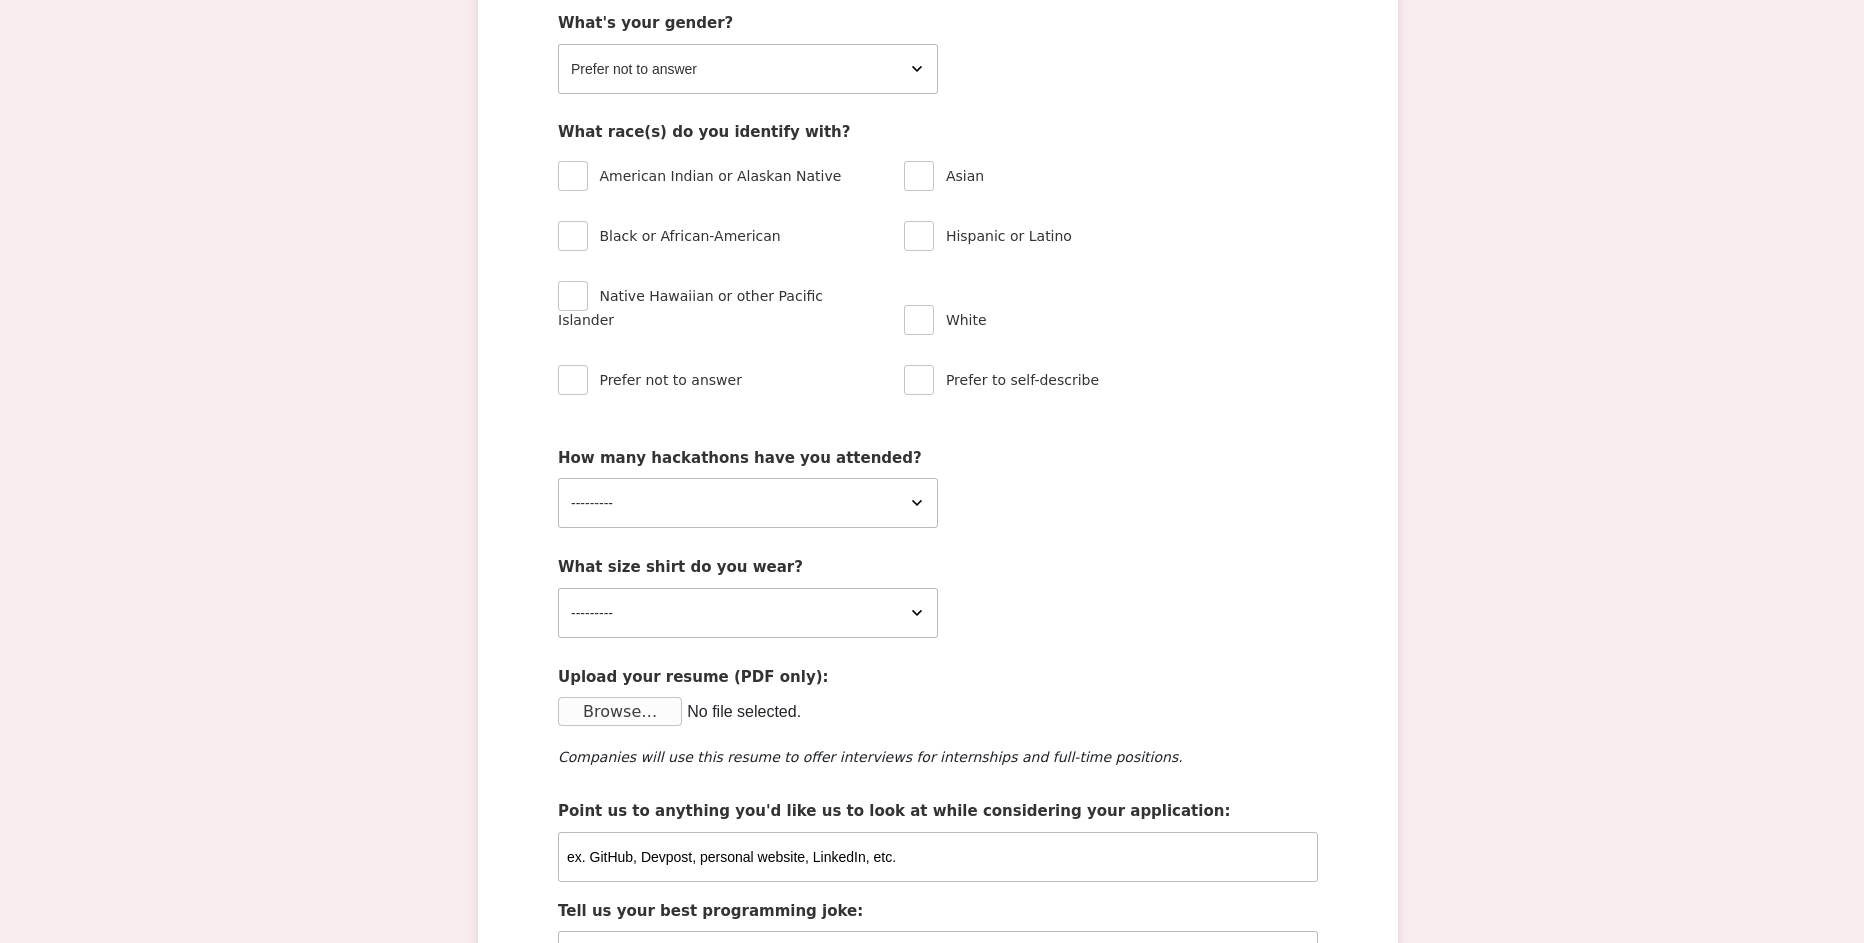 What's your gender?
Prefer not to answer
What race(s) do you identify with?
American Indian or Alaskan Native
Asian
Black or African-American
Hispanic or Latino
Native Hawaiian or other Pacific
Islander
White
Prefer not to answer
Prefer to self-describe
How many hackathons have you attended?
---------
What size shirt do you wear?
---------
Upload your resume (PDF only):
Browse... No file selected.
Companies will use this resume to offer interviews for internships and full-time positions.
Point us to anything you'd like us to look at while considering your application:
ex. GitHub, Devpost, personal website, LinkedIn, etc.
Tell us your best programming joke: